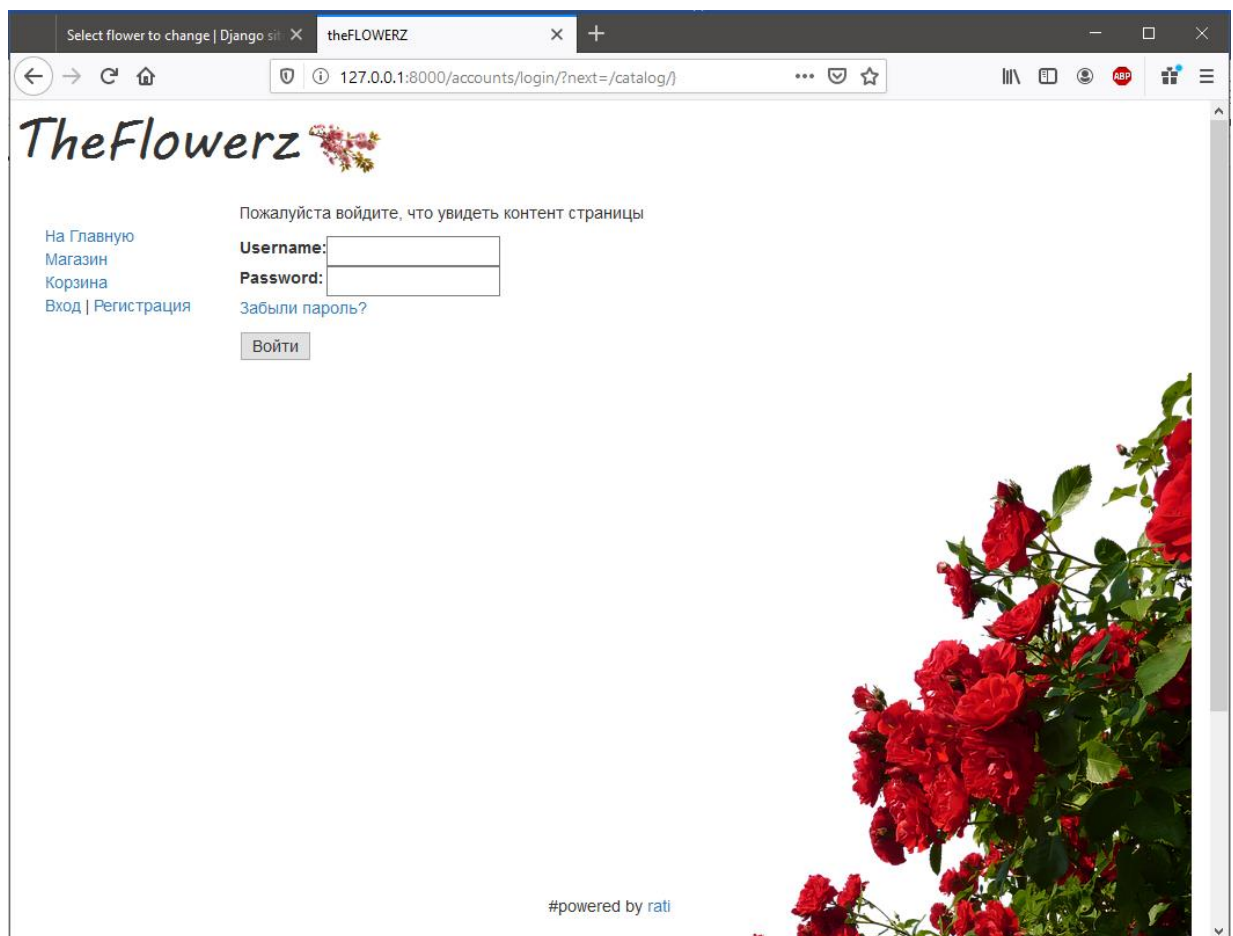 Select flower to change | Django sit
theFLOWERZ
127.0.0.1:8000/accounts/login/?next=/catalog/}
ABP
TheFlowerz
Пожалуйста войдите, что увидеть контент страницы
На Главную
Магазин
Корзина
Вход | Регистрация
Username:
Password:
Забыли пароль?
Войти
#powered by rati